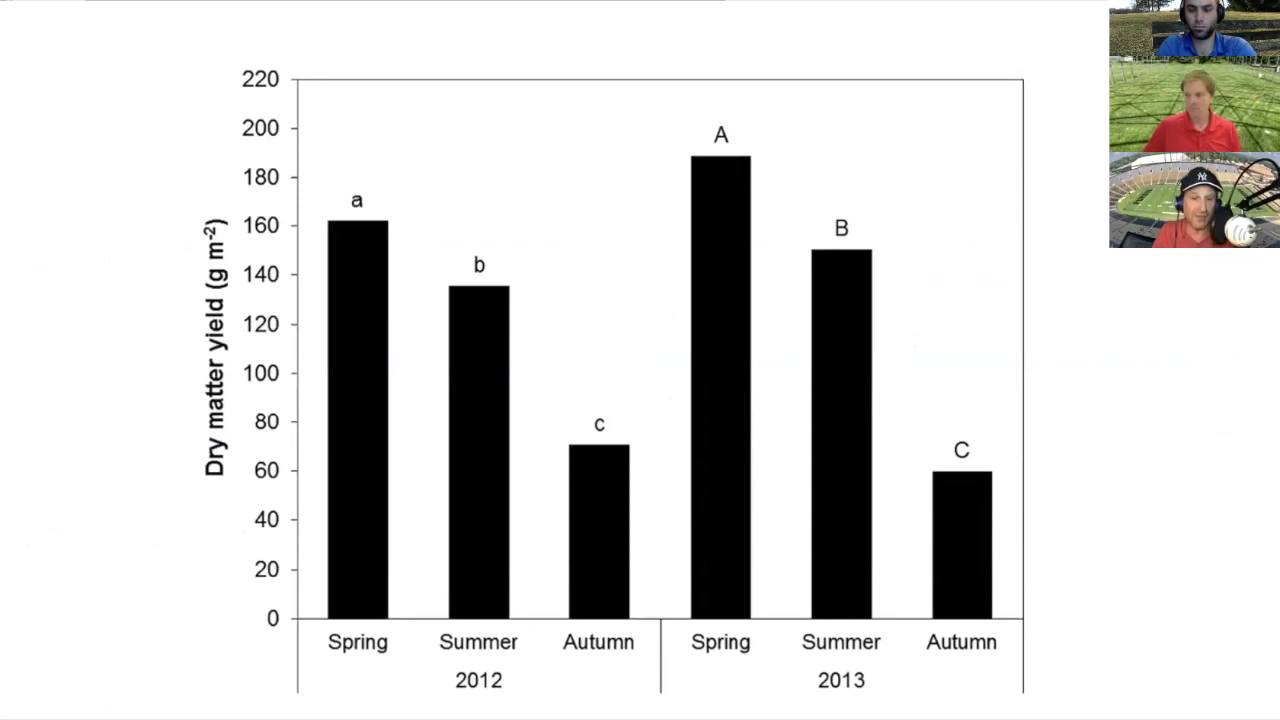 220
200
180
160
140
120
100
80
60
40
20
0
Dry matter yield (g m-2)
a
b
c
A
B
C
Spring Summer Autumn Spring Summer Autumn
2012 2013
NY